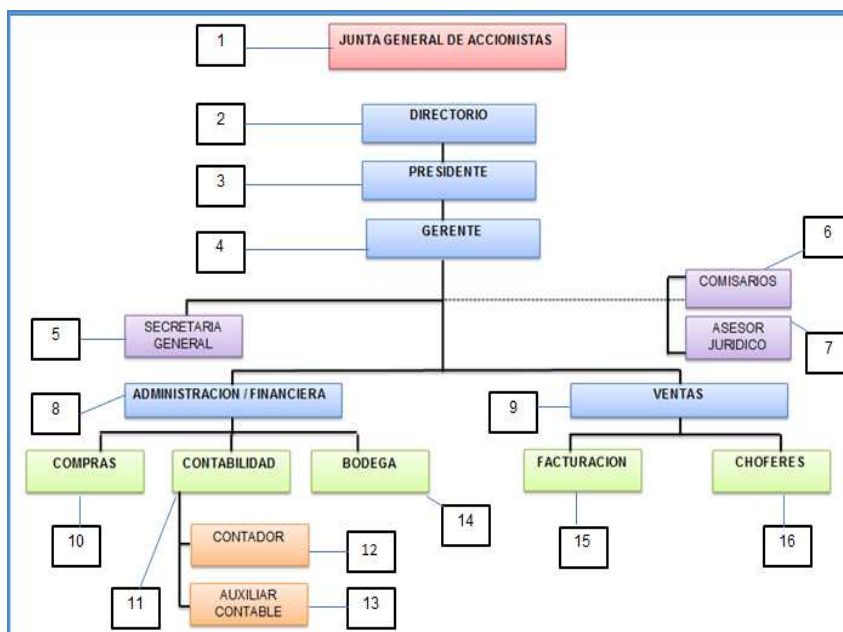 1
JUNTA GENERAL DE ACCIONISTAS
2
DIRECTORIO
3
PRESIDENTE
4
GERENTE
6
COMISARIOS
5
SECRETARIA
GENERAL
ASESOR
JURIDICO
7
8
ADMINISTRACION / FINANCIERA
9
VENTAS
COMPRAS
CONTABILIDAD
BODEGA
FACTURACION
CHOFERES
10
11
14
15
16
CONTADOR
12
AUXILIAR
CONTABLE
13